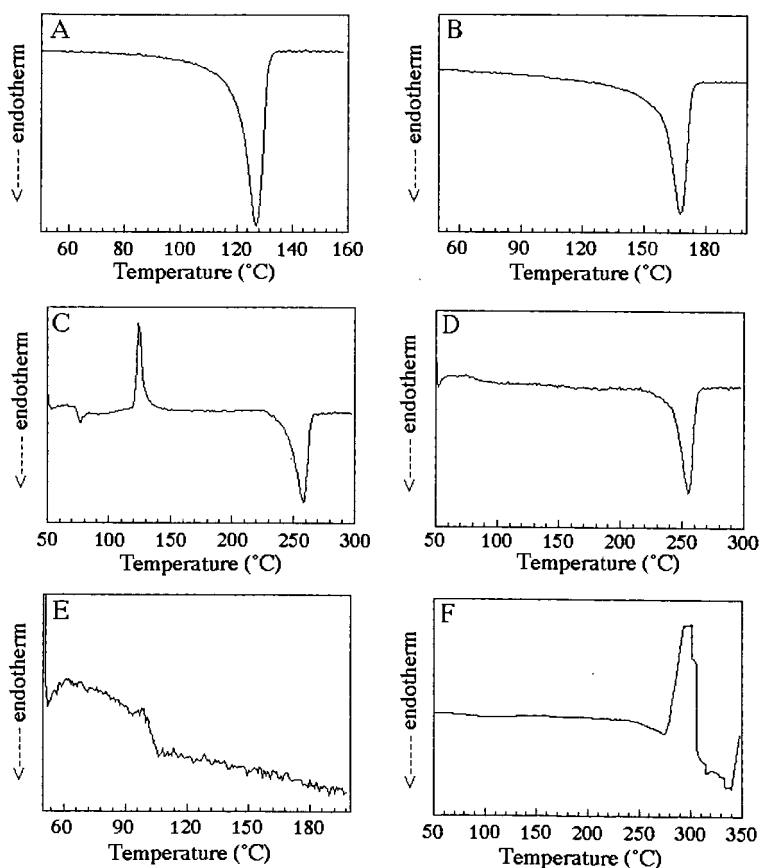 A
<----- endotherm
60 80 100 120 140 160
Temperature (°C)
B
<----- endotherm
60 90 120 150 180
Temperature (°C)
C
<----- endotherm
50 100 150 200 250 300
Temperature (°C)
D
<----- endotherm
50 100 150 200 250 300
Temperature (°C)
E
<----- endotherm
60 90 120 150 180
Temperature (°C)
F
<----- endotherm
50 100 150 200 250 300 350
Temperature (°C)